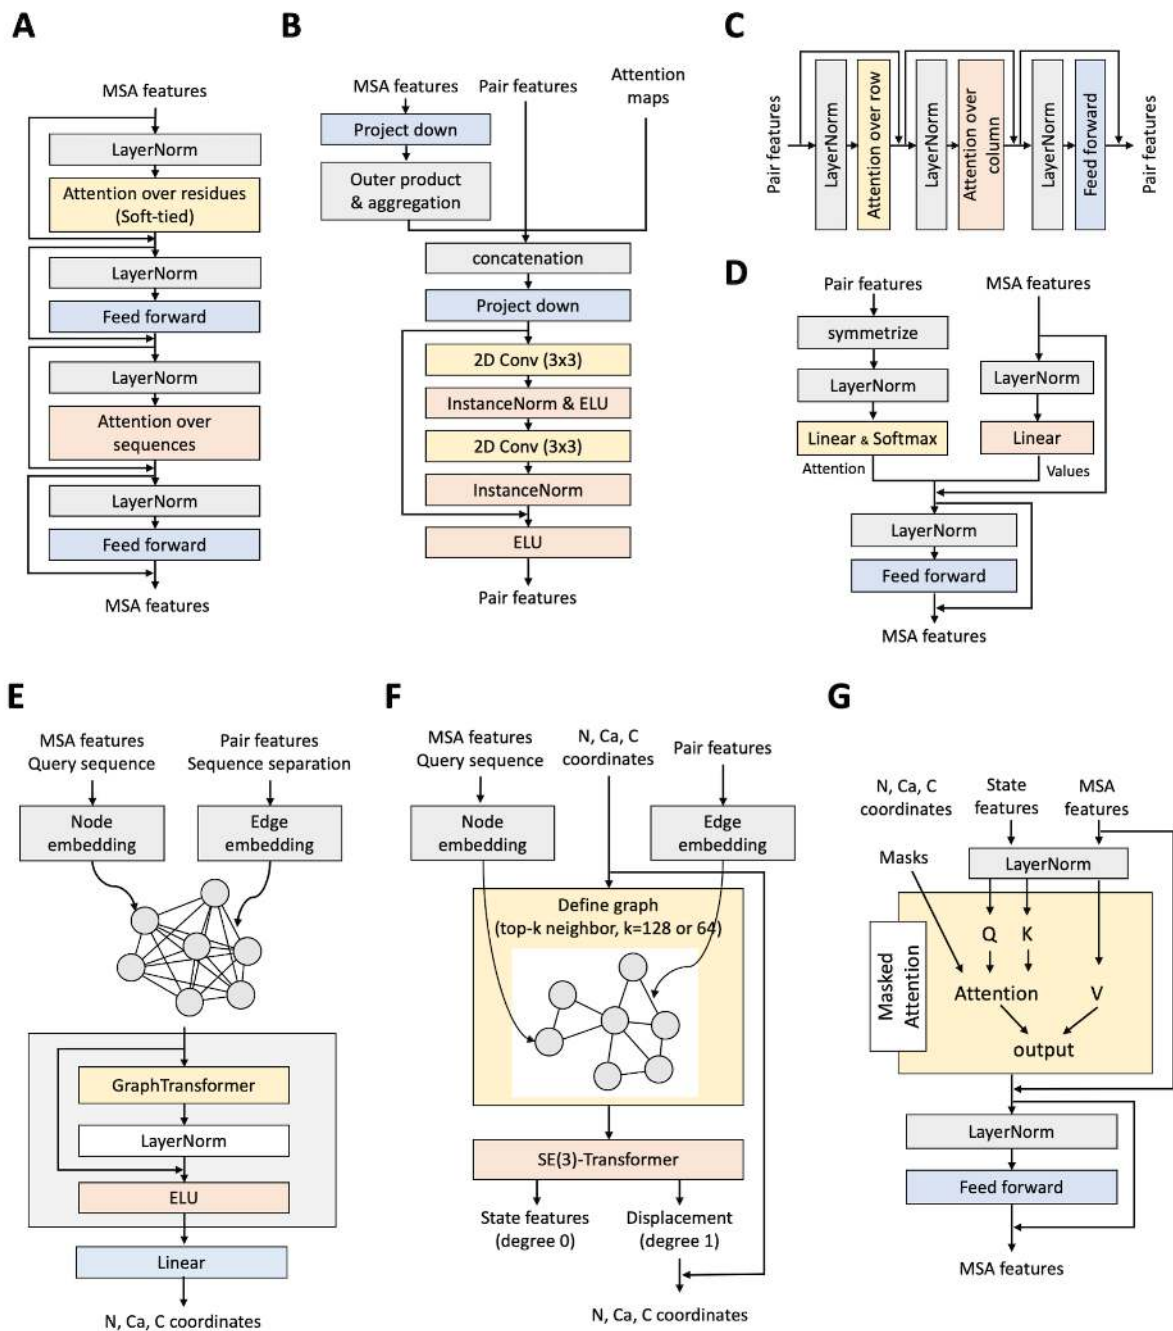 A
MSA features
LayerNorm
Attention over residues
(Soft-tied)
LayerNorm
Feed forward
LayerNorm
Attention over
sequences
LayerNorm
Feed forward
MSA features
B
MSA features
Pair features
Attention
maps
Project down
Outer product
& aggregation
concatenation
Project down
2D Conv (3x3)
InstanceNorm & ELU
2D Conv (3x3)
InstanceNorm
ELU
Pair features
C
Pair features
LayerNorm
Attention over row
LayerNorm
Attention over
column
LayerNorm
Feed forward
Pair features
D
Pair features
MSA features
symmetrize
LayerNorm
LayerNorm
Linear & Softmax
Linear
Attention
Values
LayerNorm
Feed forward
MSA features
E
MSA features
Query sequence
Pair features
Sequence separation
Node
embedding
Edge
embedding
GraphTransformer
LayerNorm
ELU
Linear
N, Ca, C coordinates
F
MSA features
Query sequence
N, Ca, C
coordinates
Pair features
Node
embedding
Edge
embedding
Define graph
(top-k neighbor, k=128 or 64)
SE(3)-Transformer
State features
(degree 0)
Displacement
(degree 1)
N, Ca, C coordinates
G
N, Ca, C
coordinates
State
features
MSA
features
Masks
LayerNorm
Q
K
Masked
Attention
Attention
V
output
LayerNorm
Feed forward
MSA features